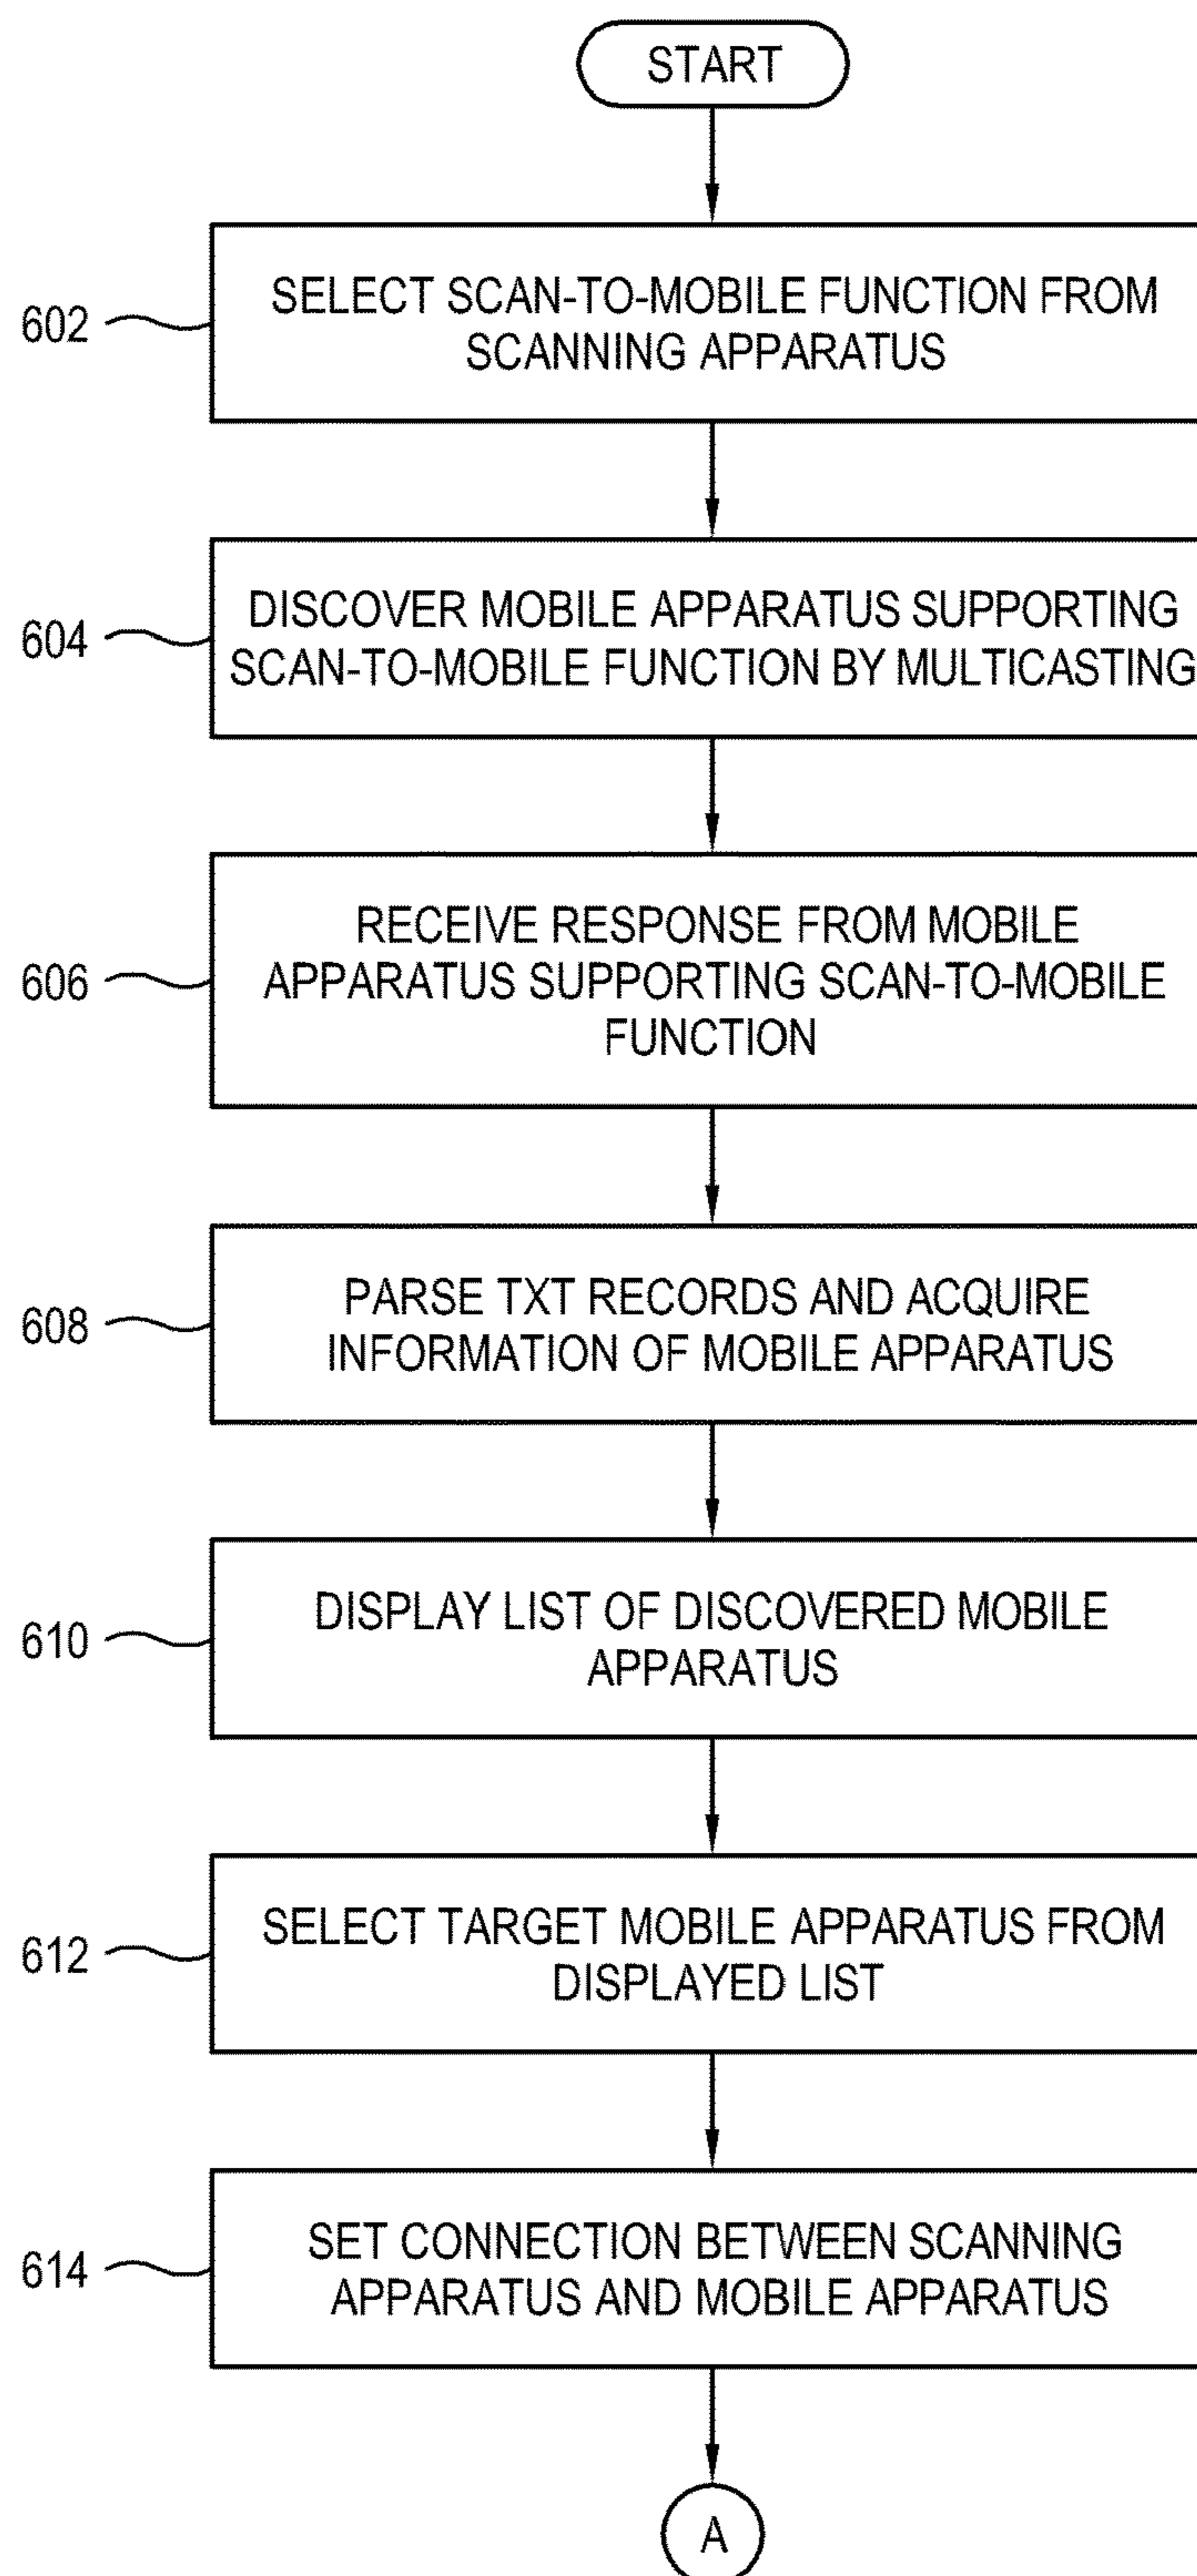 START
602
SELECT SCAN-TO-MOBILE FUNCTION FROM
SCANNING APPARATUS
604
DISCOVER MOBILE APPARATUS SUPPORTING
SCAN-TO-MOBILE FUNCTION BY MULTICASTING
606
RECEIVE RESPONSE FROM MOBILE
APPARATUS SUPPORTING SCAN-TO-MOBILE
FUNCTION
608
PARSE TXT RECORDS AND ACQUIRE
INFORMATION OF MOBILE APPARATUS
610
DISPLAY LIST OF DISCOVERED MOBILE
APPARATUS
612
SELECT TARGET MOBILE APPARATUS FROM
DISPLAYED LIST
614
SET CONNECTION BETWEEN SCANNING
APPARATUS AND MOBILE APPARATUS
A